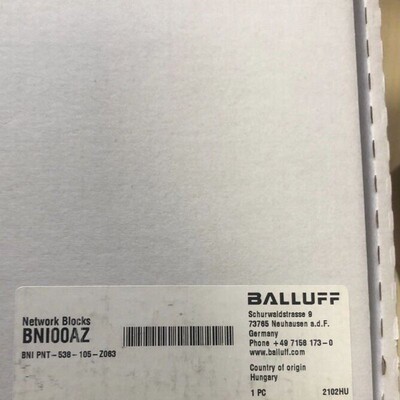 Network Blocks
BNI00AZ
BNI PNT-538-105-Z063
BALLUFF
Schurwaldstrasse 9
73765 Neuhausen a.d.F.
Germany
Phone +49 7158 173-0
www.balluff.com
Country of origin
Hungary
1 PC 2102HU